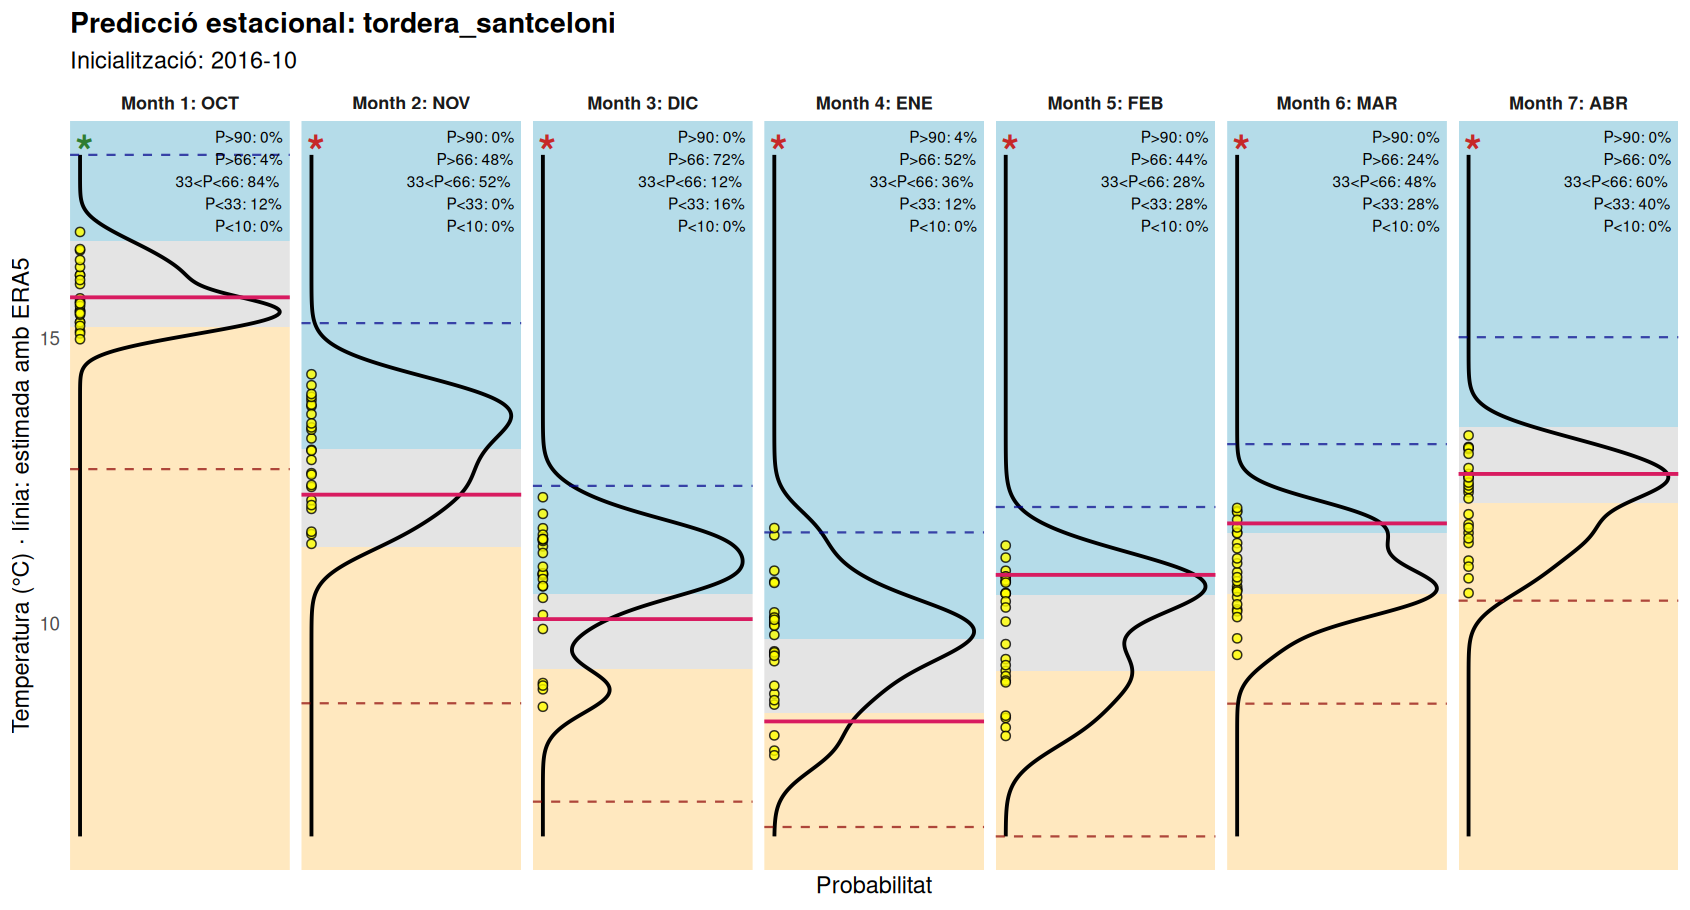 Predicció estacional: tordera_santceloni
Inicialització: 2016-10
Month 1: OCT
Month 2: NOV
Month 3: DIC
Month 4: ENE
Month 5: FEB
Month 6: MAR
Month 7: ABR
*
P>90: 0%
P>66: 4%
33<P<66: 84%
P<33: 12%
P<10: 0%
*
P>90: 0%
P>66: 48%
33<P<66: 52%
P<33: 0%
P<10: 0%
*
P>90: 0%
P>66: 72%
33<P<66: 12%
P<33: 16%
P<10: 0%
*
P>90: 4%
P>66: 52%
33<P<66: 36%
P<33: 12%
P<10: 0%
*
P>90: 0%
P>66: 44%
33<P<66: 28%
P<33: 28%
P<10: 0%
*
P>90: 0%
P>66: 24%
33<P<66: 48%
P<33: 28%
P<10: 0%
*
P>90: 0%
P>66: 0%
33<P<66: 60%
P<33: 40%
P<10: 0%
Temperatura (°C) · línia: estimada amb ERA5
15
10
Probabilitat